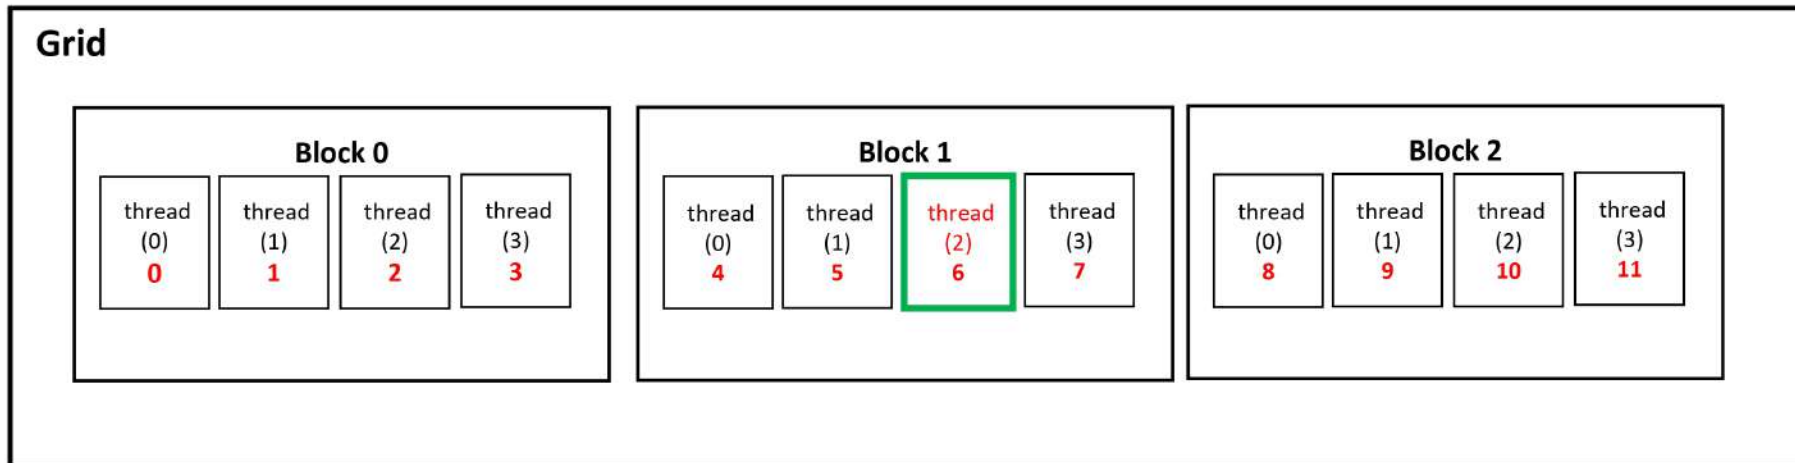 Grid
Block 0
thread
(0)
0
thread
(1)
1
thread
(2)
2
thread
(3)
3
Block 1
thread
(0)
4
thread
(1)
5
thread
(2)
6
thread
(3)
7
Block 2
thread
(0)
8
thread
(1)
9
thread
(2)
10
thread
(3)
11